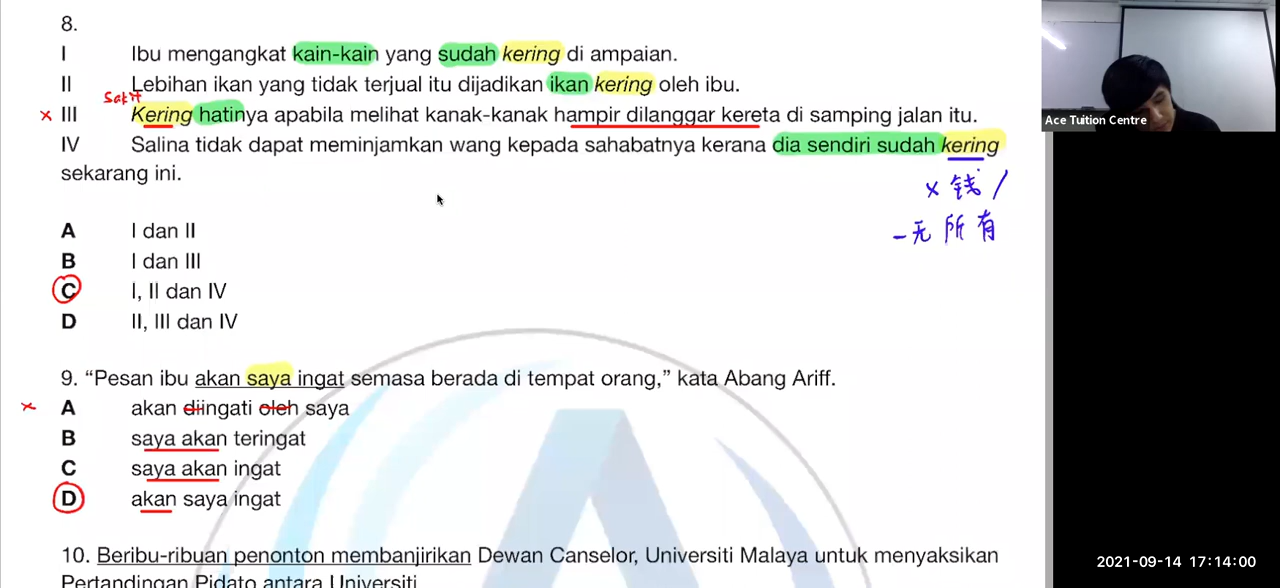 8.
I Ibu mengangkat kain-kain yang sudah kering di ampaian.
II Lebihan ikan yang tidak terjual itu dijadikan ikan kering oleh ibu.
Sakit
x III Kering hatinya apabila melihat kanak-kanak hampir dilanggar kereta di samping jalan itu.
IV Salina tidak dapat meminjamkan wang kepada sahabatnya kerana dia sendiri sudah kering
sekarang ini.
x 钱 /
一无所有
A I dan II
B I dan III
C I, II dan IV
D II, III dan IV
9. “Pesan ibu akan saya ingat semasa berada di tempat orang,” kata Abang Ariff.
x A akan diingati oleh saya
B saya akan teringat
C saya akan ingat
D akan saya ingat
10. Beribu-ribuan penonton membanjirikan Dewan Canselor, Universiti Malaya untuk menyaksikan
Pertandingan Pidato antara Universiti
Ace Tuition Centre
2021-09-14 17:14:00